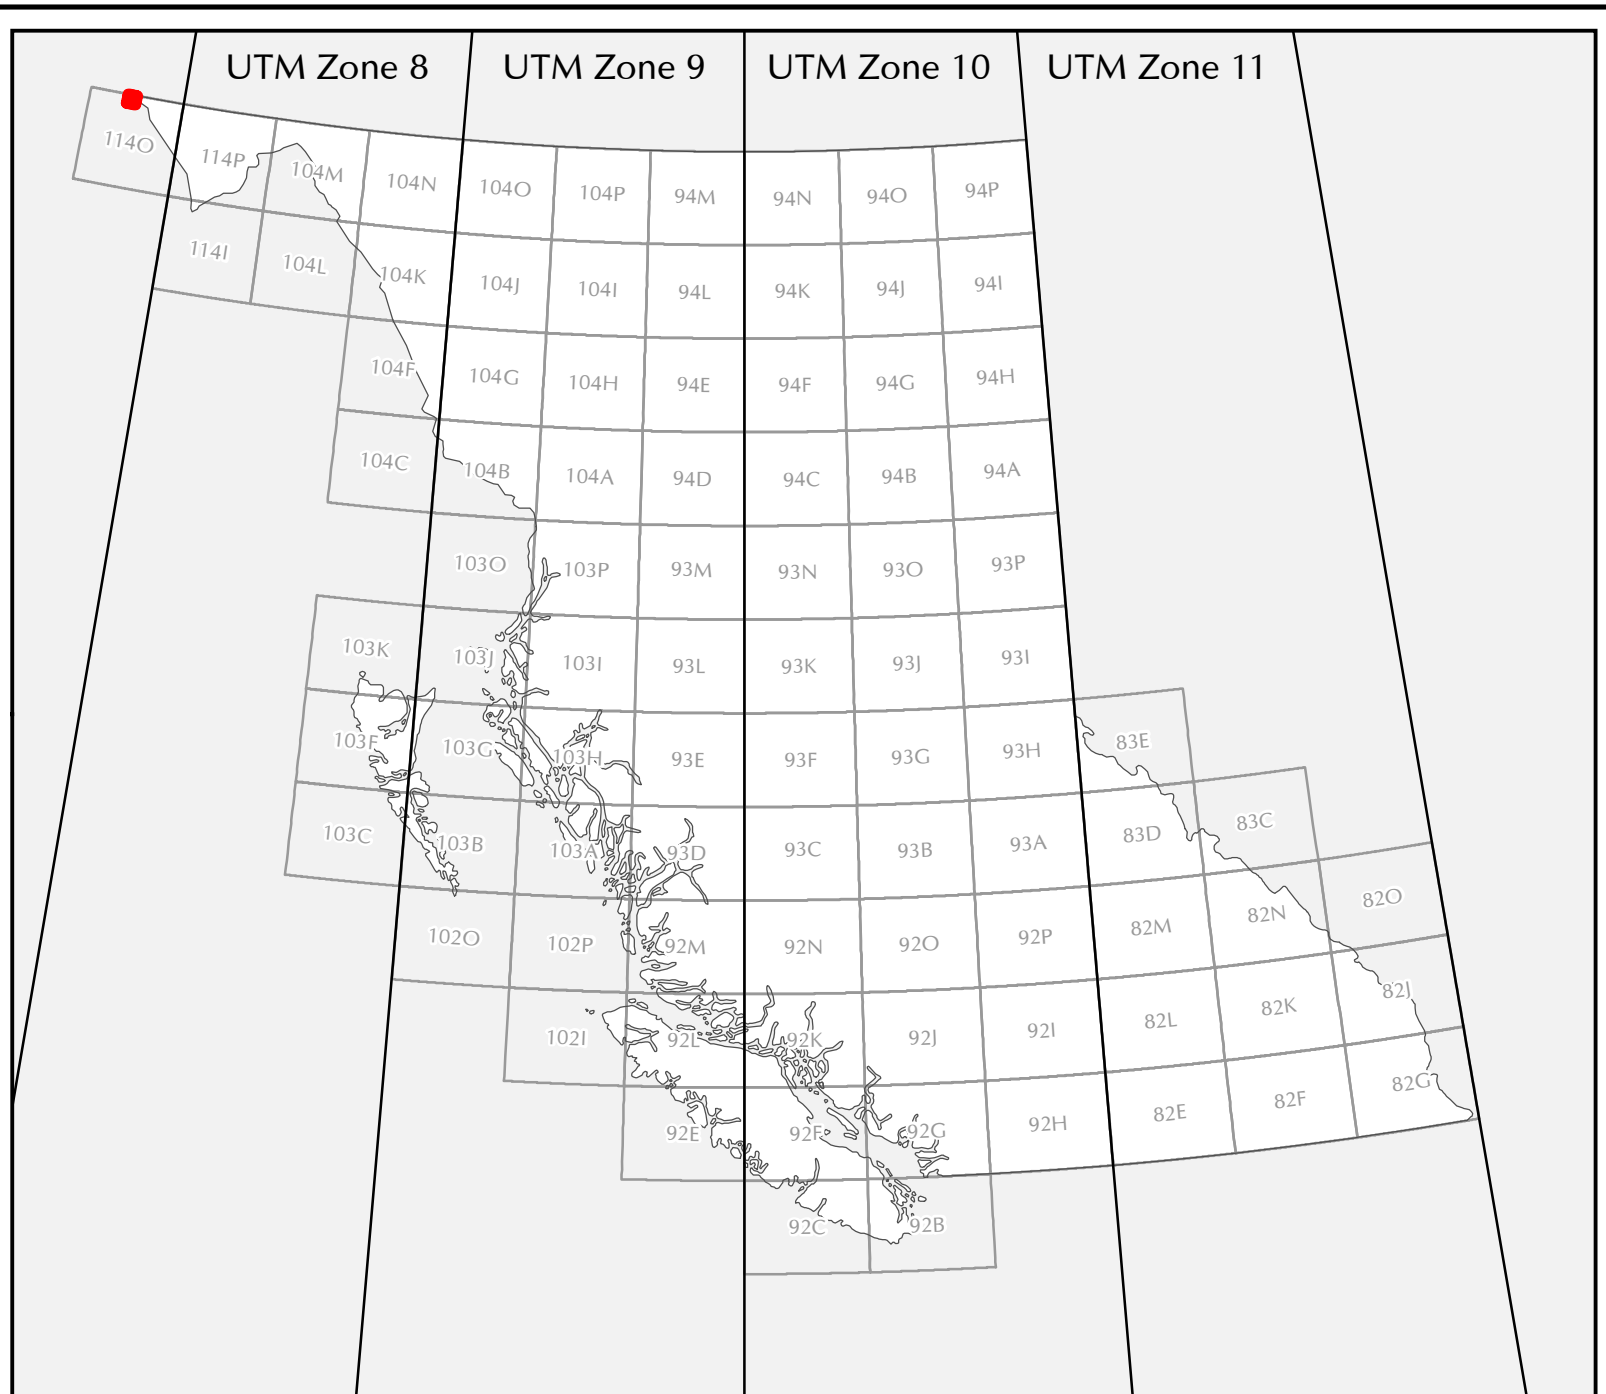 UTM Zone 8 UTM Zone 9 UTM Zone 10 UTM Zone 11
114O 114P 104M 104N 104O 104P 94M 94N 94O 94P
114I 104L 104K 104J 104I 94L 94K 94J 94I
104F 104G 104H 94E 94F 94G 94H
104C 104B 104A 94D 94C 94B 94A
103O 103P 93M 93N 93O 93P
103K 103J 103I 93L 93K 93J 93I
103F 103G 103H 93E 93F 93G 93H 83E
103C 103B 103A 93D 93C 93B 93A 83D 83C
102O 102P 92M 92N 92O 92P 82M 82N 82O
102I 92L 92K 92J 92I 82L 82K 82J
92E 92F 92G 92H 82E 82F 82G
92C 92B